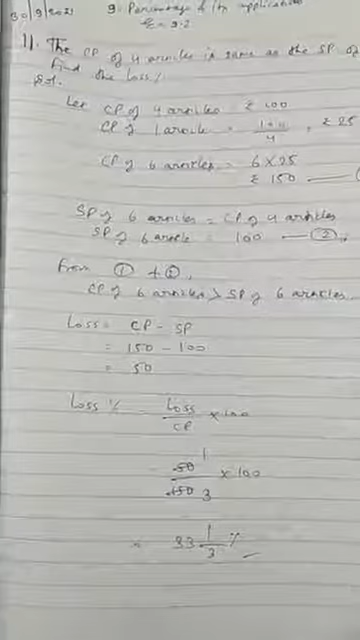 30/9/2021
9. Percentage & its application
Ex = 9.2
11. The CP of 4 articles is same as the SP of
find the loss%
Sol.
Let CP of 4 articles = ₹ 100
CP of 1 article = 100/4 = ₹ 25
CP of 6 articles = 6 x 25
₹ 150 —
SP of 6 articles = CP of 4 articles
SP of 6 article = 100 — ②
from ① & ②,
CP of 6 articles > SP of 6 articles
Loss = CP - SP
= 150 - 100
= 50
Loss % = Loss/CP x 100
50/150 x 100
1
3
= 33 1/3 %